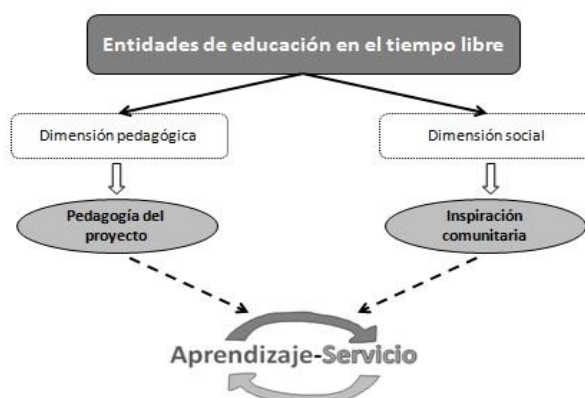 Entidades de educación en el tiempo libre
Dimensión pedagógica
Dimensión social
Pedagogía del
proyecto
Inspiración
comunitaria
Aprendizaje-Servicio